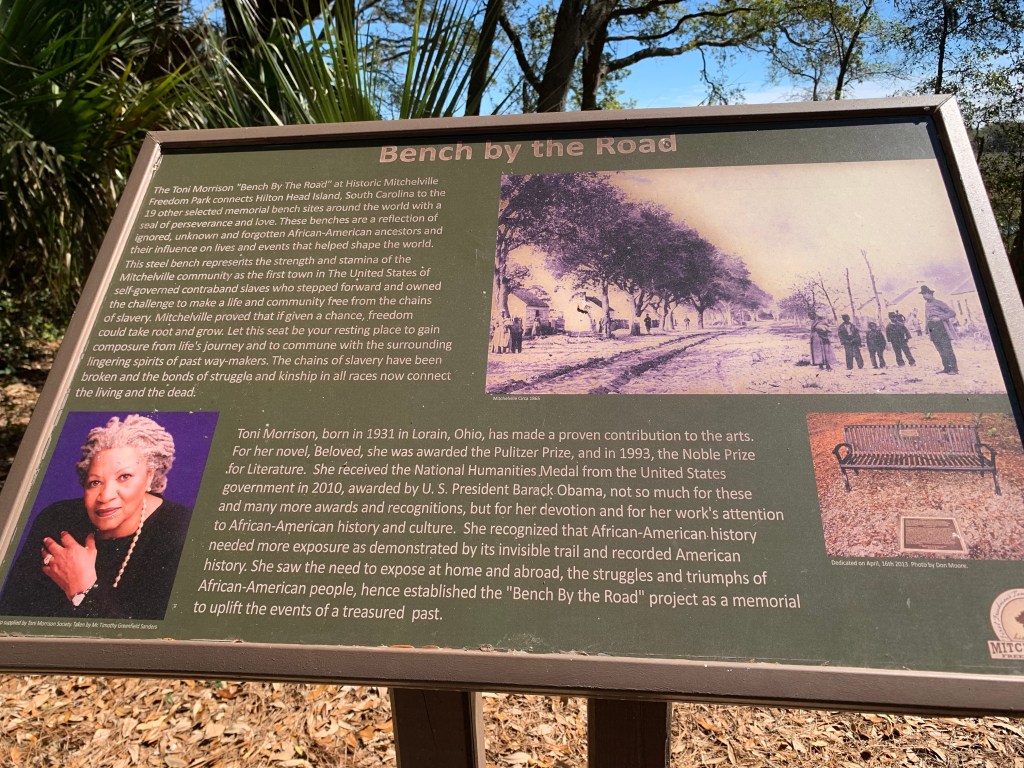 Bench by the Road
The Toni Morrison "Bench By The Road" at Historic Mitchelville
Freedom Park connects Hilton Head Island, South Carolina to the
19 other selected memorial bench sites around the world with a
seal of perseverance and love. These benches are a reflection of
ignored, unknown and forgotten African-American ancestors and
their influence on lives and events that helped shape the world.
This steel bench represents the strength and stamina of the
Mitchelville community as the first town in The United States of
self-governed contraband slaves who stepped forward and owned
the challenge to make a life and community free from the chains
of slavery. Mitchelville proved that if given a chance, freedom
could take root and grow. Let this seat be your resting place to gain
composure from life's journey and to commune with the surrounding
lingering spirits of past way-makers. The chains of slavery have been
broken and the bonds of struggle and kinship in all races now connect
the living and the dead.
Mitchelville Circa 1865
Toni Morrison, born in 1931 in Lorain, Ohio, has made a proven contribution to the arts.
For her novel, Beloved, she was awarded the Pulitzer Prize, and in 1993, the Noble Prize
for Literature. She received the National Humanities Medal from the United States
government in 2010, awarded by U. S. President Barack Obama, not so much for these
and many more awards and recognitions, but for her devotion and for her work's attention
to African-American history and culture. She recognized that African-American history
needed more exposure as demonstrated by its invisible trail and recorded American
history. She saw the need to expose at home and abroad, the struggles and triumphs of
African-American people, hence established the "Bench By the Road" project as a memorial
to uplift the events of a treasured past.
supplied by Toni Morrison Society Taken by Mr Timothy Greenfield Sanders
Dedicated on April, 16th 2013. Photo by Don Moore.
MITC
FREE